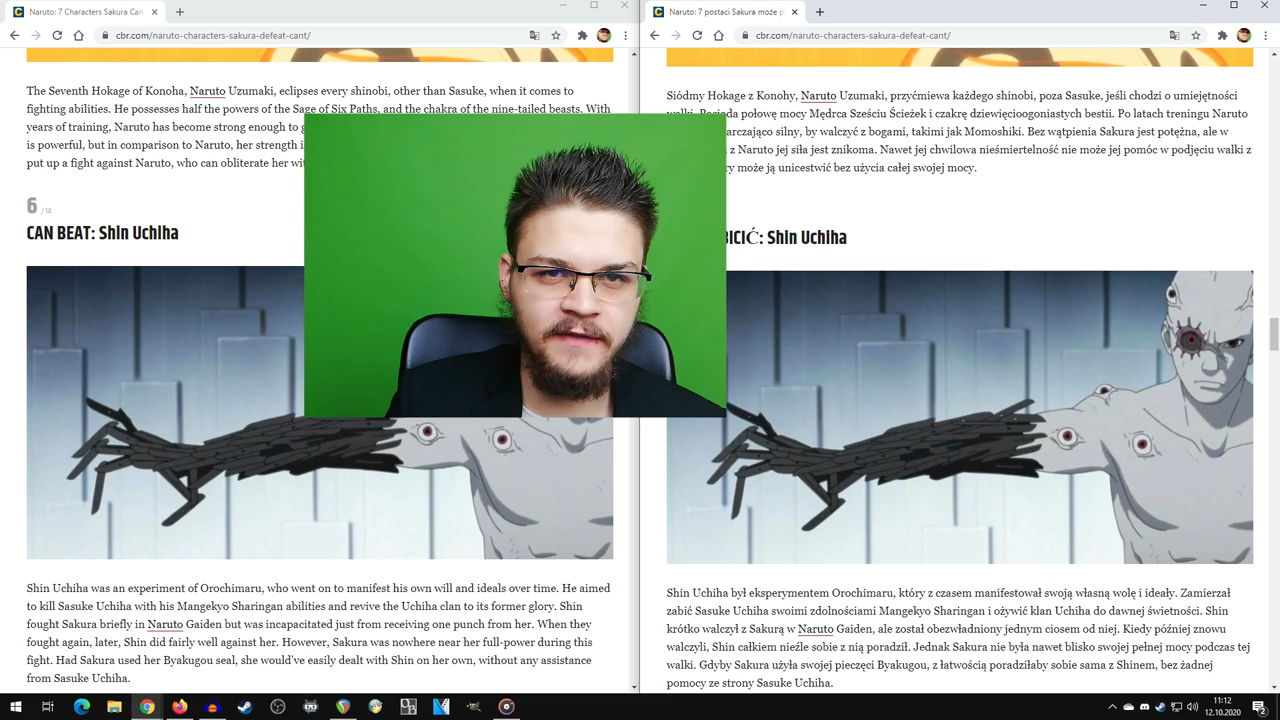 Naruto: 7 Characters Sakura Can
cbr.com/naruto-characters-sakura-defeat-cant/
The Seventh Hokage of Konoha, Naruto Uzumaki, eclipses every shinobi, other than Sasuke, when it comes to
fighting abilities. He possesses half the powers of the Sage of Six Paths, and the chakra of the nine-tailed beasts. With
years of training, Naruto has become strong enough to
is powerful, but in comparison to Naruto, her strength
put up a fight against Naruto, who can obliterate her
6 /14
CAN BEAT: Shin Uchiha
Shin Uchiha was an experiment of Orochimaru, who went on to manifest his own will and ideals over time. He aimed
to kill Sasuke Uchiha with his Mangekyo Sharingan abilities and revive the Uchiha clan to its former glory. Shin
fought Sakura briefly in Naruto Gaiden but was incapacitated just from receiving one punch from her. When they
fought again, later, Shin did fairly well against her. However, Sakura was nowhere near her full-power during this
fight. Had Sakura used her Byakugou seal, she would've easily dealt with Shin on her own, without any assistance
from Sasuke Uchiha.
Naruto: 7 postaci Sakura może p
cbr.com/naruto-characters-sakura-defeat-cant/
Siódmy Hokage z Konohy, Naruto Uzumaki, przyćmiewa każdego shinobi, poza Sasuke, jeśli chodzi o umiejętności
walki. Posiada połowę mocy Mędrca Sześciu Ścieżek i czakrę dziewięcioogoniastych bestii. Po latach treningu Naruto
arczająco silny, by walczyć z bogami, takimi jak Momoshiki. Bez wątpienia Sakura jest potężna, ale w
z Naruto jej siła jest znikoma. Nawet jej chwilowa nieśmiertelność nie może jej pomóc w podjęciu walki z
ry może ją unicestwić bez użycia całej swojej mocy.
BICIĆ: Shin Uchiha
Shin Uchiha był eksperymentem Orochimaru, który z czasem manifestował swoją własną wolę i ideały. Zamierzał
zabić Sasuke Uchiha swoimi zdolnościami Mangekyo Sharingan i ożywić klan Uchiha do dawnej świetności. Shin
krótko walczył z Sakurą w Naruto Gaiden, ale został obezwładniony jednym ciosem od niej. Kiedy później znowu
walczyli, Shin całkiem nieźle sobie z nią poradził. Jednak Sakura nie była nawet blisko swojej pełnej mocy podczas tej
walki. Gdyby Sakura użyła swojej pieczęci Byakugou, z łatwością poradziłaby sobie sama z Shinem, bez żadnej
pomocy ze strony Sasuke Uchiha.
11:12
12.10.2020